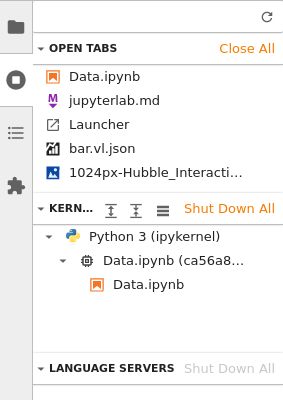 OPEN TABS Close All
Data.ipynb
jupyterlab.md
Launcher
bar.vl.json
1024px-Hubble_Interacti…
KERN… Shut Down All
Python 3 (ipykernel)
Data.ipynb (ca56a8…
Data.ipynb
LANGUAGE SERVERS Shut Down All